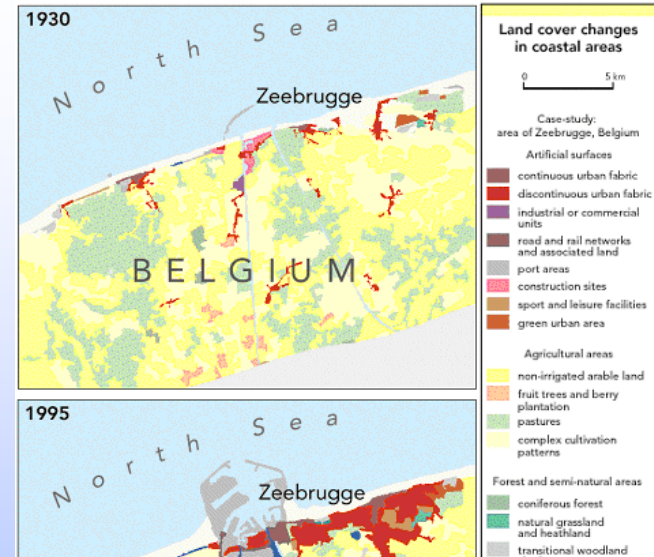 1930
North Sea
Zeebrugge
BELGIUM
1995
North Sea
Zeebrugge
Land cover changes
in coastal areas
0 5 km
Case-study:
area of Zeebrugge, Belgium
Artificial surfaces
continuous urban fabric
discontinuous urban fabric
industrial or commercial
units
road and rail networks
and associated land
port areas
construction sites
sport and leisure facilities
green urban area
Agricultural areas
non-irrigated arable land
fruit trees and berry
plantation
pastures
complex cultivation
patterns
Forest and semi-natural areas
coniferous forest
natural grassland
and heathland
transitional woodland